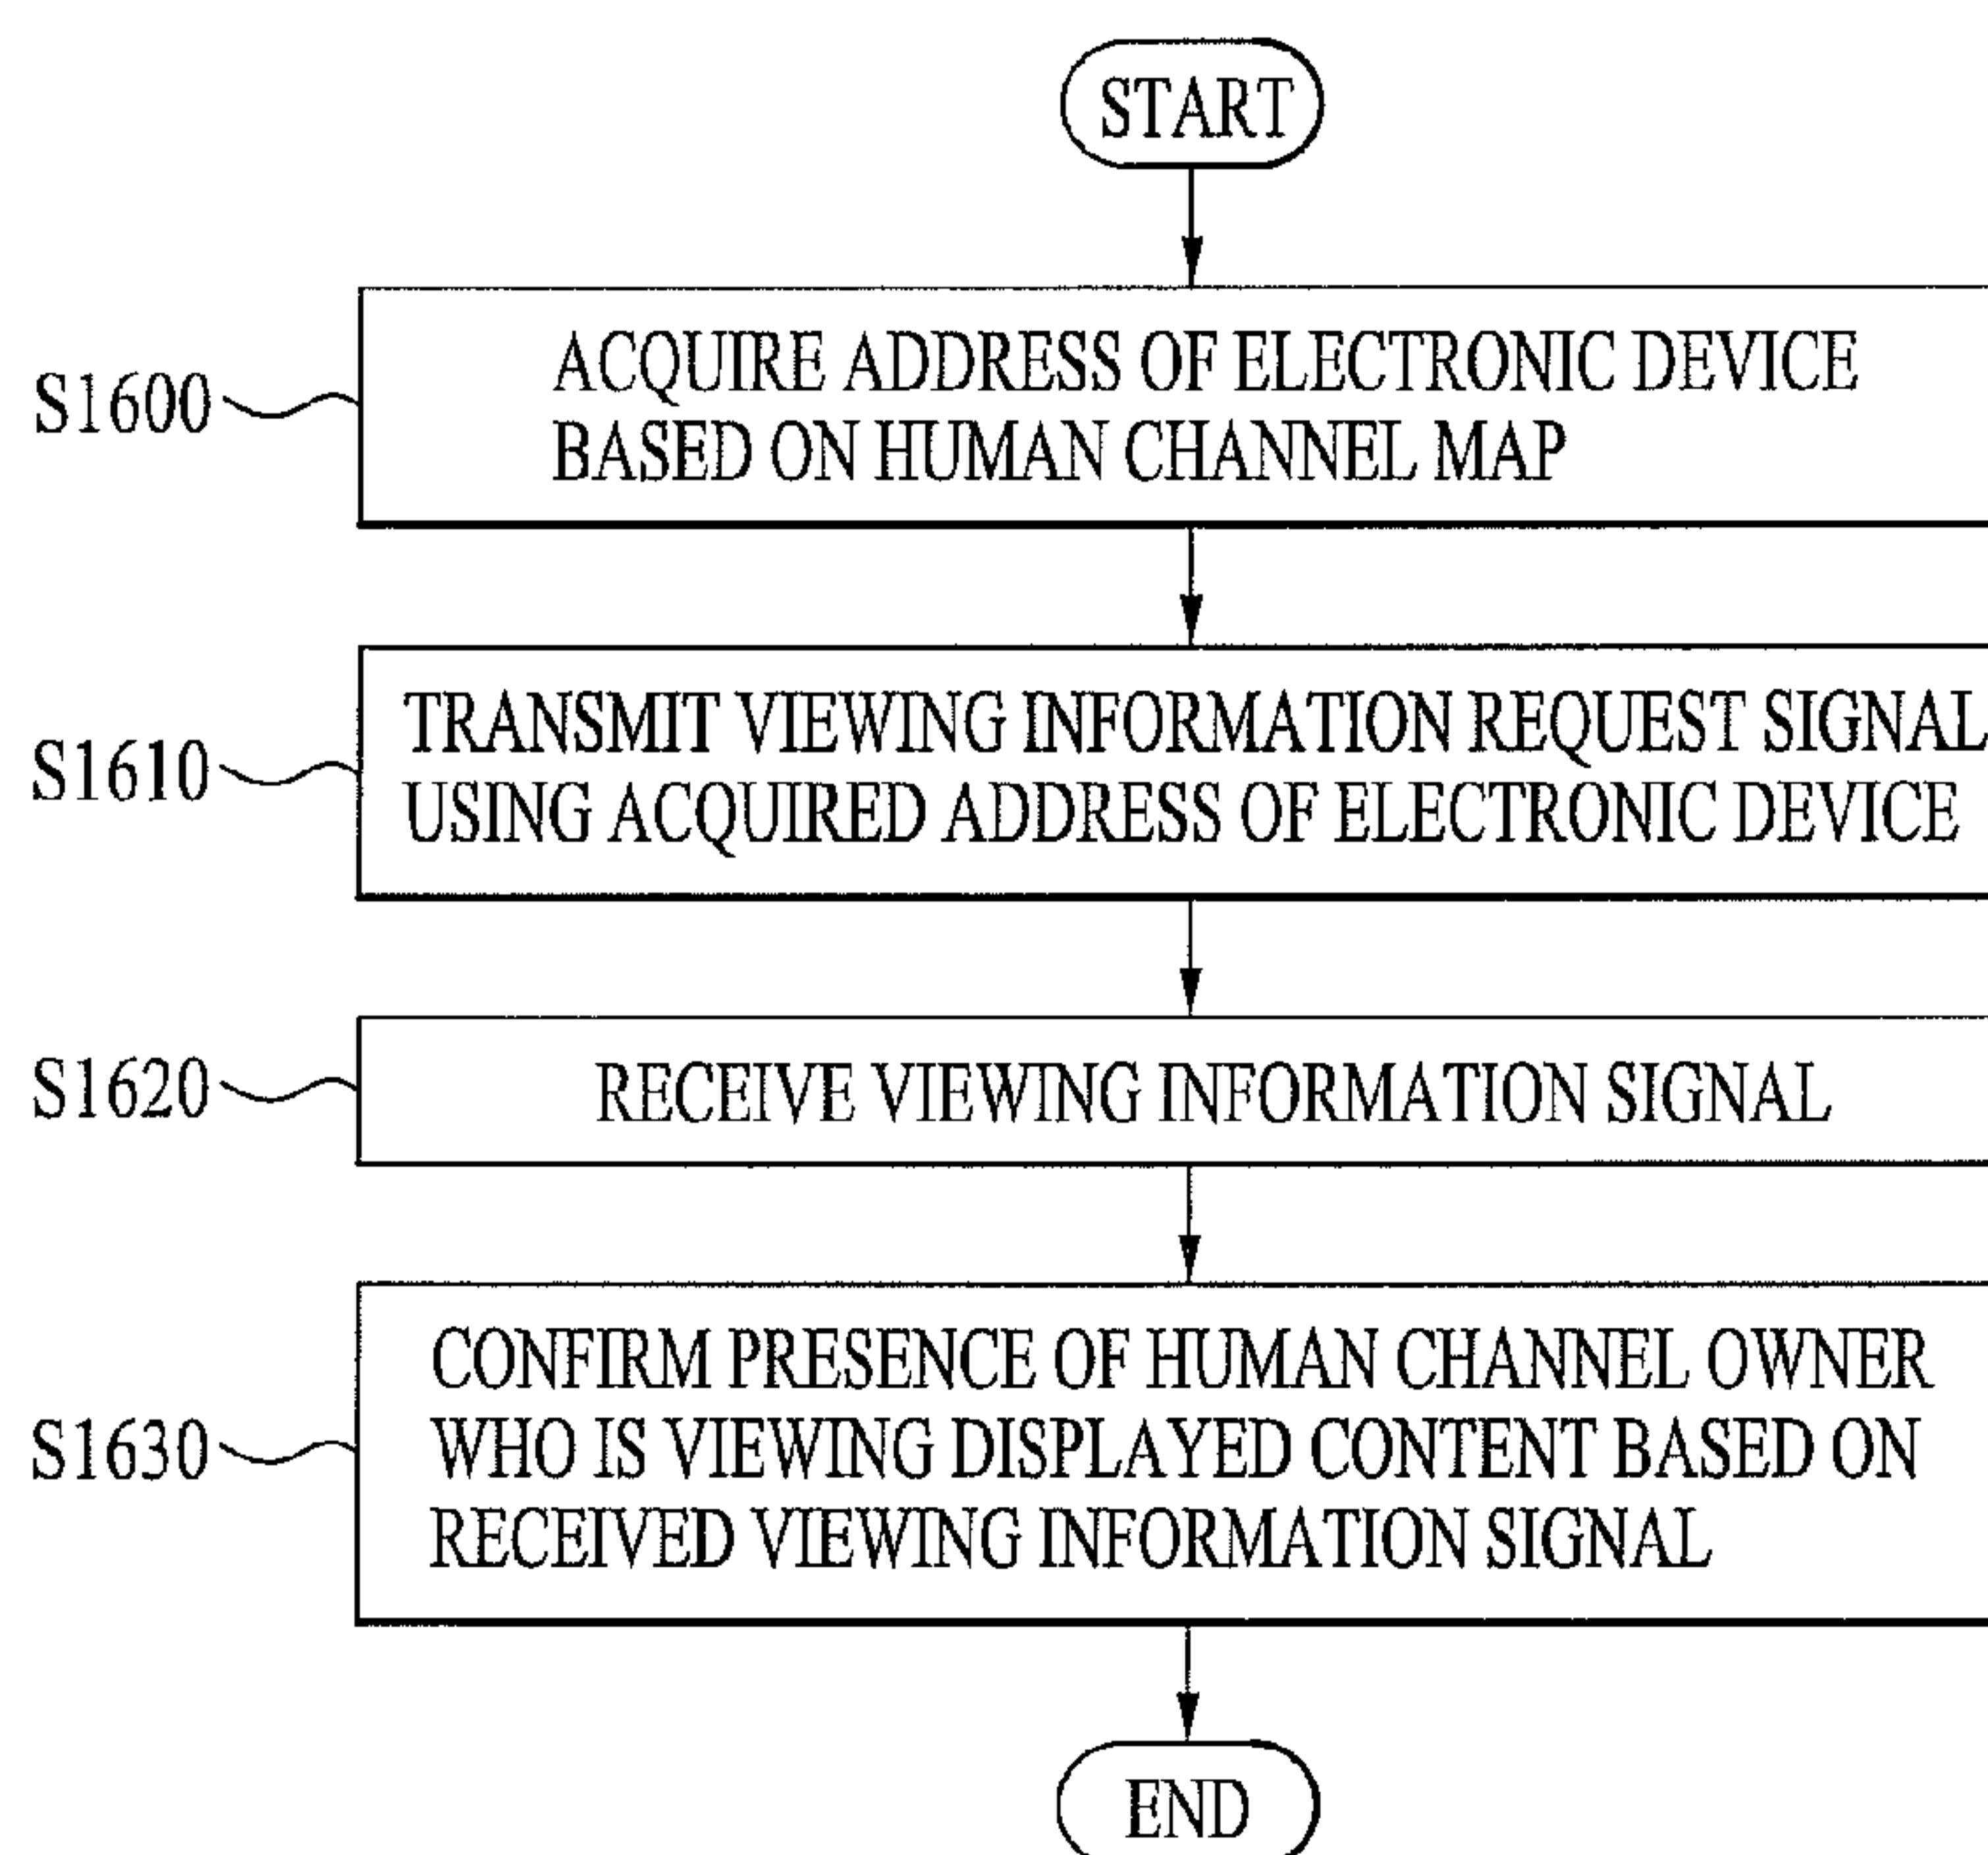 START
S1600
ACQUIRE ADDRESS OF ELECTRONIC DEVICE
BASED ON HUMAN CHANNEL MAP
S1610
TRANSMIT VIEWING INFORMATION REQUEST SIGNAL
USING ACQUIRED ADDRESS OF ELECTRONIC DEVICE
S1620
RECEIVE VIEWING INFORMATION SIGNAL
S1630
CONFIRM PRESENCE OF HUMAN CHANNEL OWNER
WHO IS VIEWING DISPLAYED CONTENT BASED ON
RECEIVED VIEWING INFORMATION SIGNAL
END